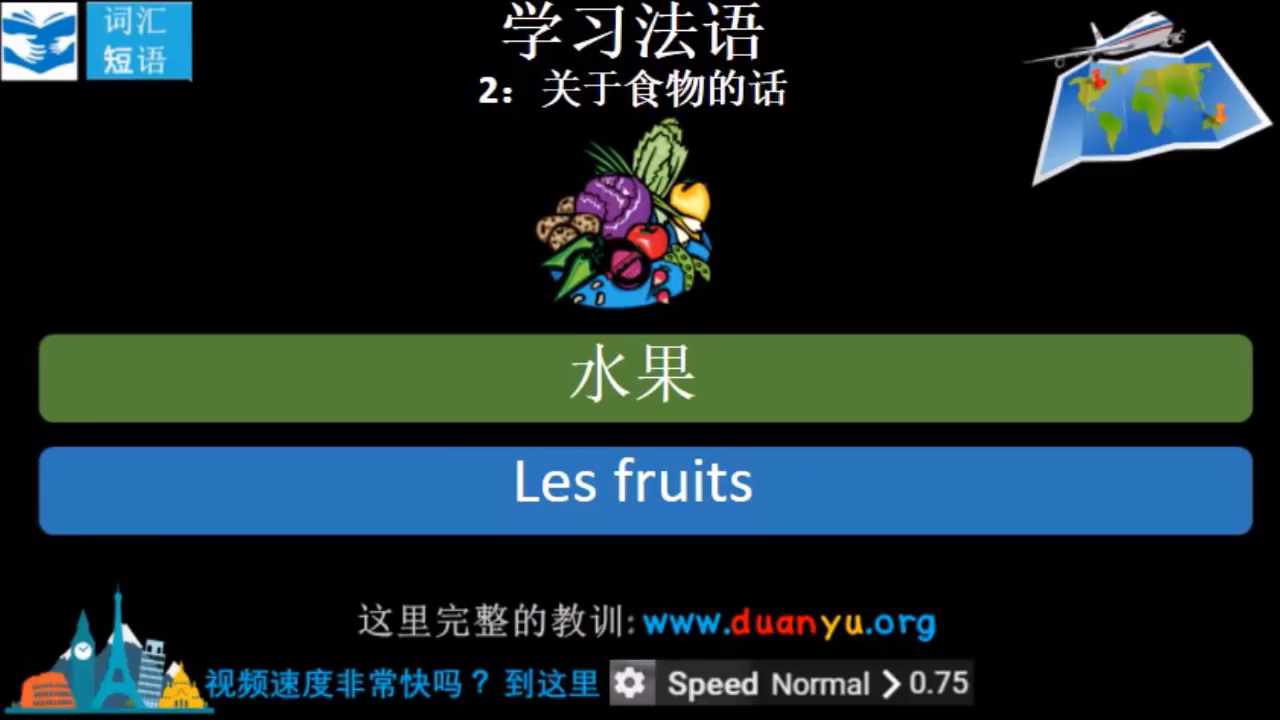 词汇
短语
学习法语
2：关于食物的话
水果
Les fruits
这里完整的教训: www.duanyu.org
视频速度非常快吗？ 到这里 Speed Normal > 0.75